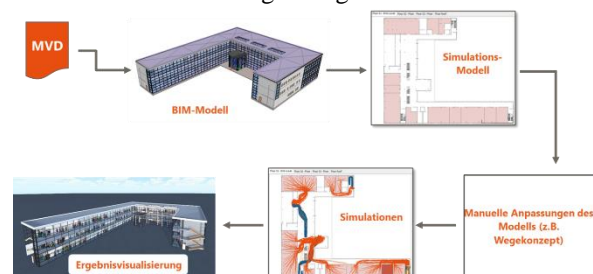 MVD
BIM-Modell
Simulations-
Modell
Manuelle Anpassungen des
Modells (z.B.
Wegekonzept)
Simulationen
Ergebnisvisualisierung